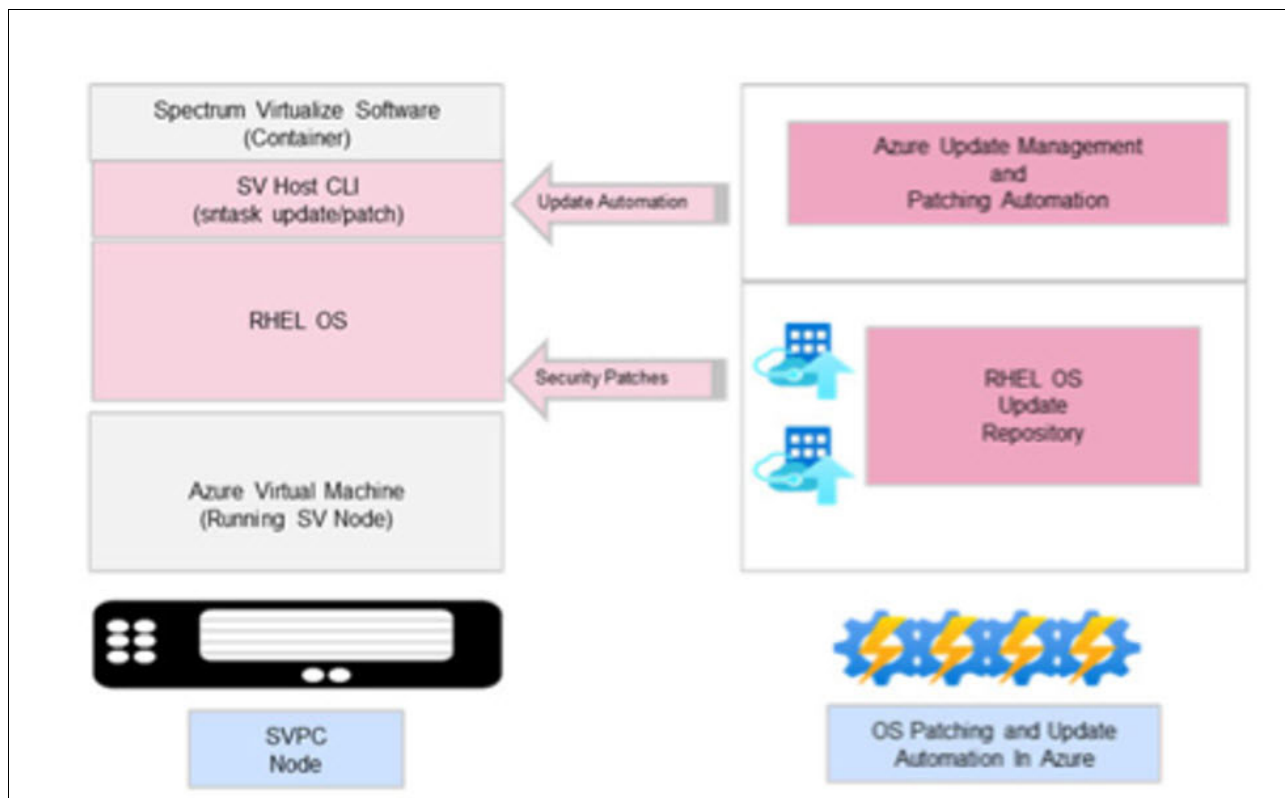 Spectrum Virtualize Software
(Container)
SV Host CLI
(sntask update/patch)
RHEL OS
Azure Virtual Machine
(Running SV Node)
SVPC
Node
Update Automation
Security Patches
Azure Update Management
and
Patching Automation
RHEL OS
Update
Repository
OS Patching and Update
Automation In Azure